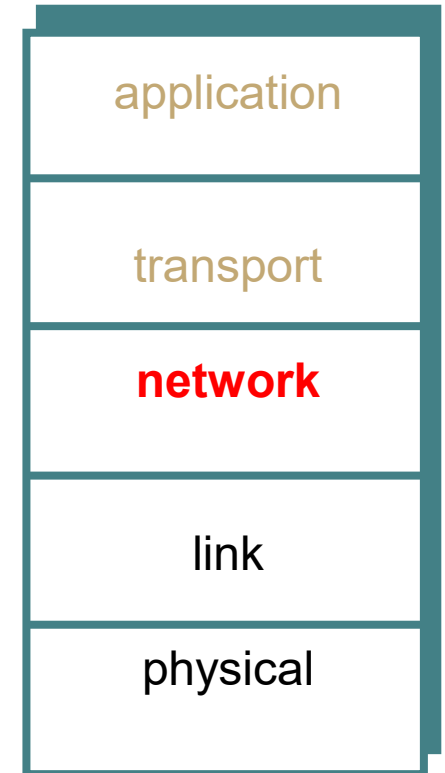 application
transport
network
link
physical